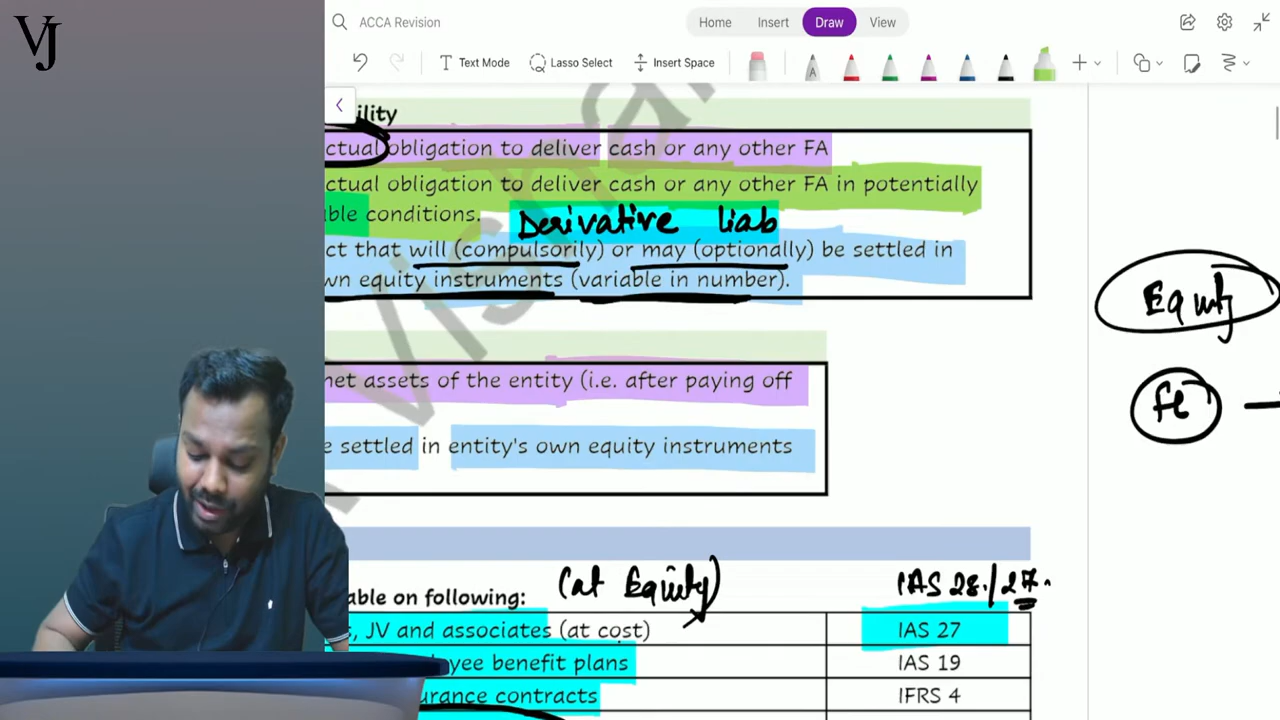 VJ
ACCA Revision
Home Insert Draw View
Text Mode Lasso Select Insert Space
ility
ctual obligation to deliver cash or any other FA
ctual obligation to deliver cash or any other FA in potentially
able conditions. Derivative liab
ct that will (compulsorily) or may (optionally) be settled in
wn equity instruments (variable in number).
Equity
net assets of the entity (i.e. after paying off
e settled in entity's own equity instruments
(at Equity) IAS 28/27.
able on following:
s, JV and associates (at cost) IAS 27
oyee benefit plans IAS 19
urance contracts IFRS 4